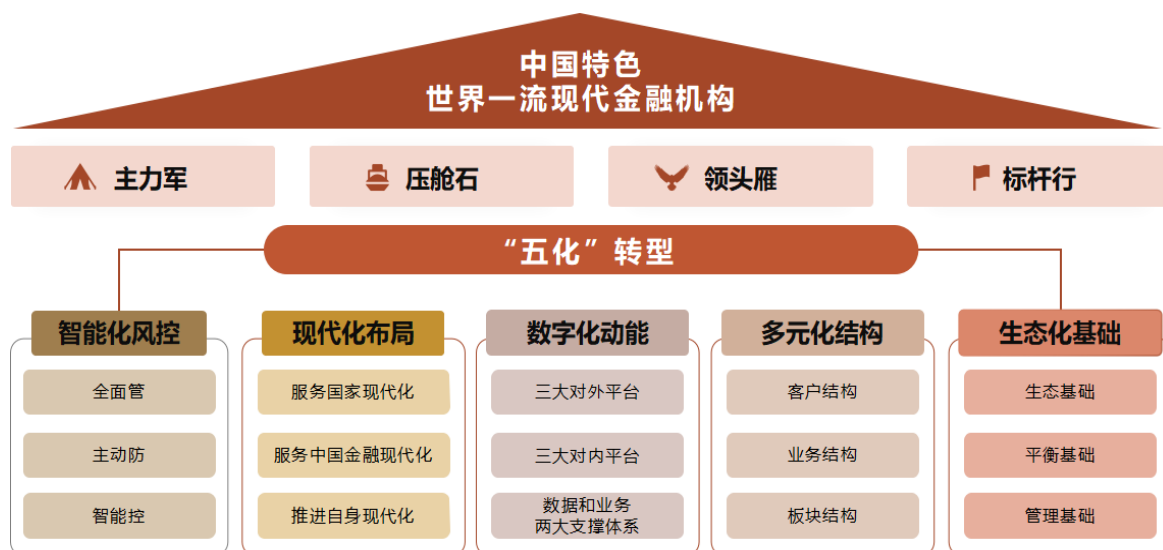 中国特色
世界一流现代金融机构
主力军
压舱石
领头雁
标杆行
“五化”转型
智能化风控
全面管
主动防
智能控
现代化布局
服务国家现代化
服务中国金融现代化
推进自身现代化
数字化动能
三大对外平台
三大对内平台
数据和业务
两大支撑体系
多元化结构
客户结构
业务结构
板块结构
生态化基础
生态基础
平衡基础
管理基础